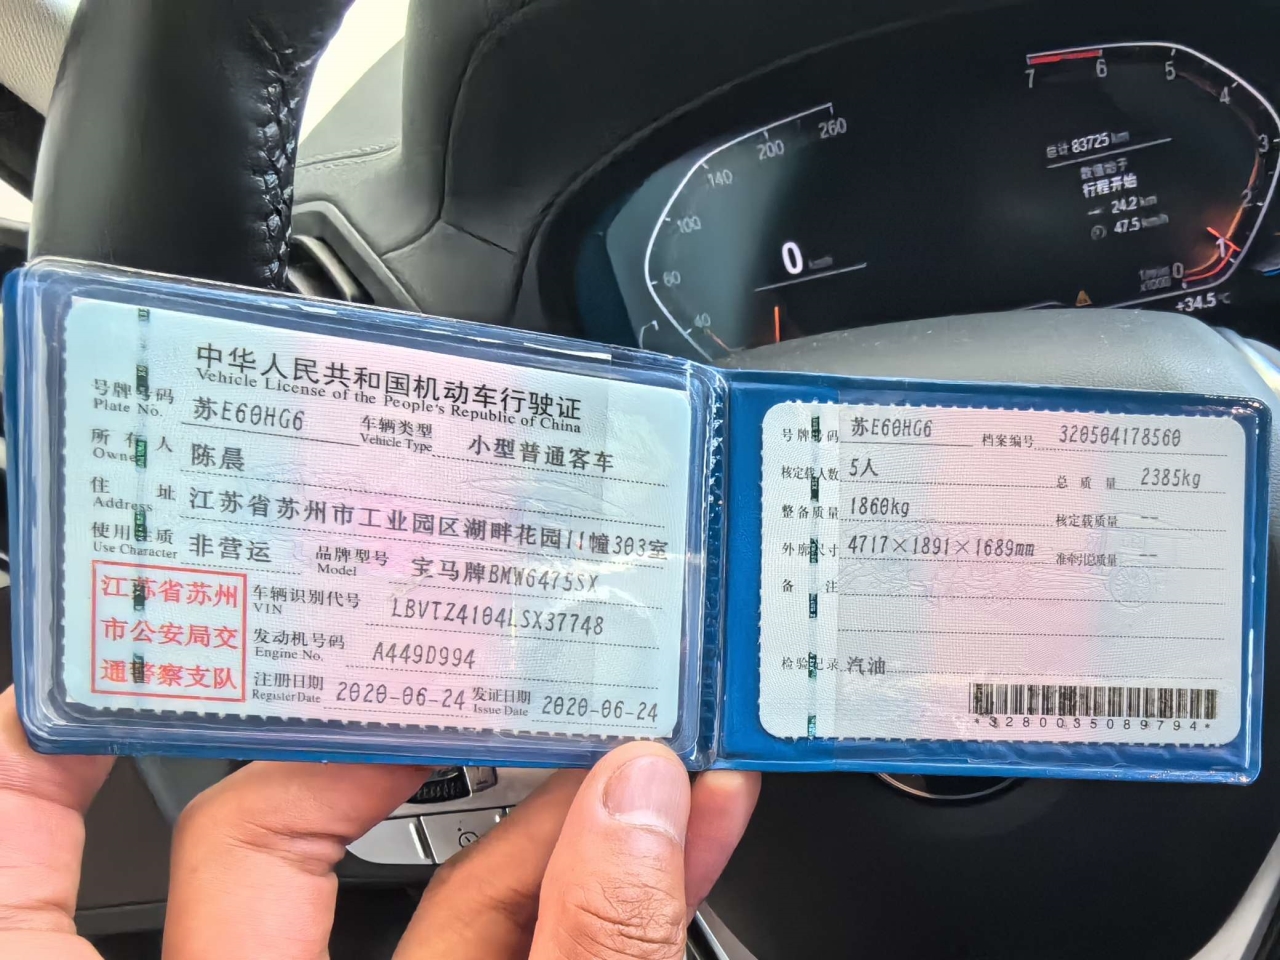 7 6 5 4 3 2 1 0
260
200
140
100
60
40
总计 83725 km
数值始于
行程开始
24.2 km
47.5 km/h
0 km/h
1/min
x1000
+34.5℃
中华人民共和国机动车行驶证
Vehicle License of the People's Republic of China
号牌号码 苏E60HG6 车辆类型 小型普通客车
Plate No. Vehicle Type
所有人 陈晨
Owner
住址 江苏省苏州市工业园区湖畔花园11幢303室
Address
使用性质 非营运 品牌型号 宝马牌BMW6475SX
Use Character Model
江苏省苏州
市公安局交
通警察支队
车辆识别代号 LBVTZ4104LSX37748
VIN
发动机号码 A449D994
Engine No.
注册日期 2020-06-24 发证日期 2020-06-24
Register Date Issue Date
号牌号码 苏E60HG6 档案编号 320504178560
核定载人数 5人 总质量 2385kg
整备质量 1860kg 核定载质量 --
外廓尺寸 4717×1891×1689mm 准牵引总质量 --
备注
检验记录 汽油
*3280035089794*